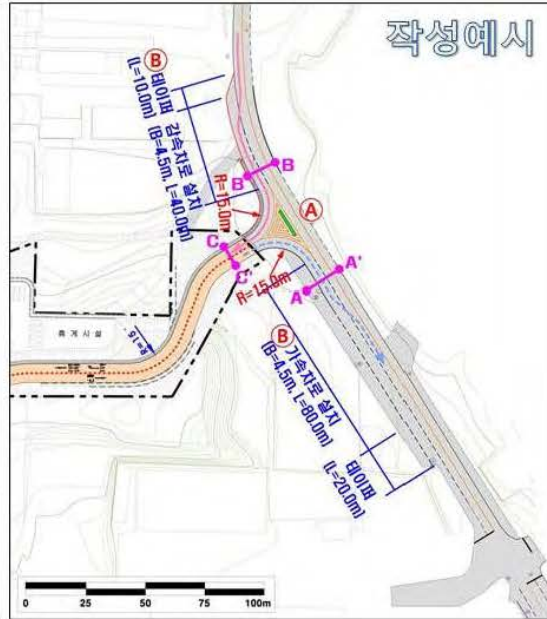 작성예시
B
테이퍼 감속차로 설치
(L=10.0m) (B=4.5m, L=40.0m)
R=15.0m
B
B
A
C
C'
R=15.0m
A'
A
휴게시설
R=15
B
가속차로 설치
(B=4.5m, L=80.0m)
테이퍼
(L=20.0m)
0 25 50 75 100m